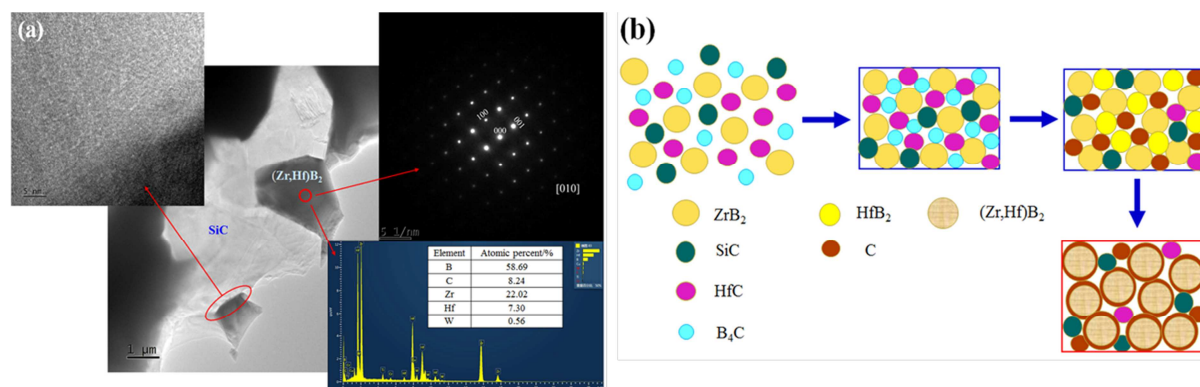 (a)
5 nm
(Zr,Hf)B₂
SiC
1 μm
100
001
000
[010]
5 1/nm
Element Atomic percent/%
B 58.69
C 8.24
Zr 22.02
Hf 7.30
W 0.56
(b)
ZrB₂
HfB₂
(Zr,Hf)B₂
SiC
C
HfC
B₄C